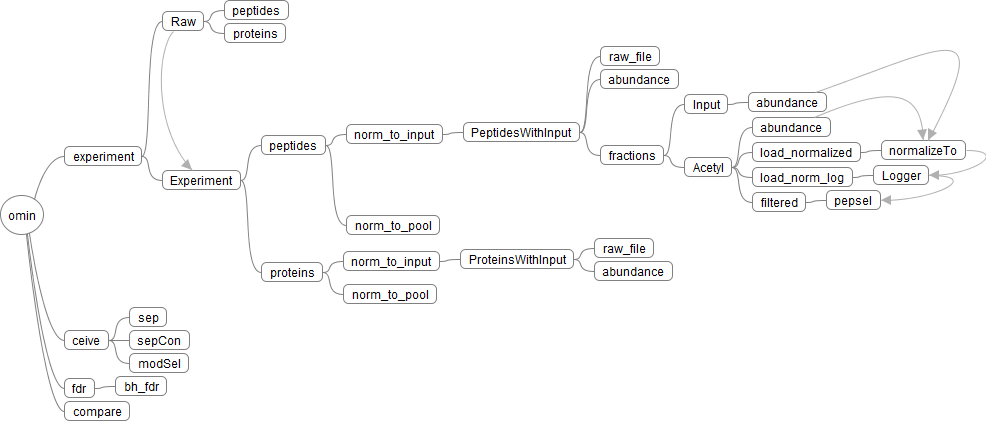 omin
experiment
Raw
peptides
proteins
Experiment
peptides
norm_to_input
PeptidesWithInput
raw_file
abundance
fractions
Input
abundance
Acetyl
abundance
load_normalized
normalizeTo
load_norm_log
Logger
filtered
pepsel
norm_to_pool
proteins
norm_to_input
ProteinsWithInput
raw_file
abundance
norm_to_pool
ceive
sep
sepCon
modSel
fdr
bh_fdr
compare